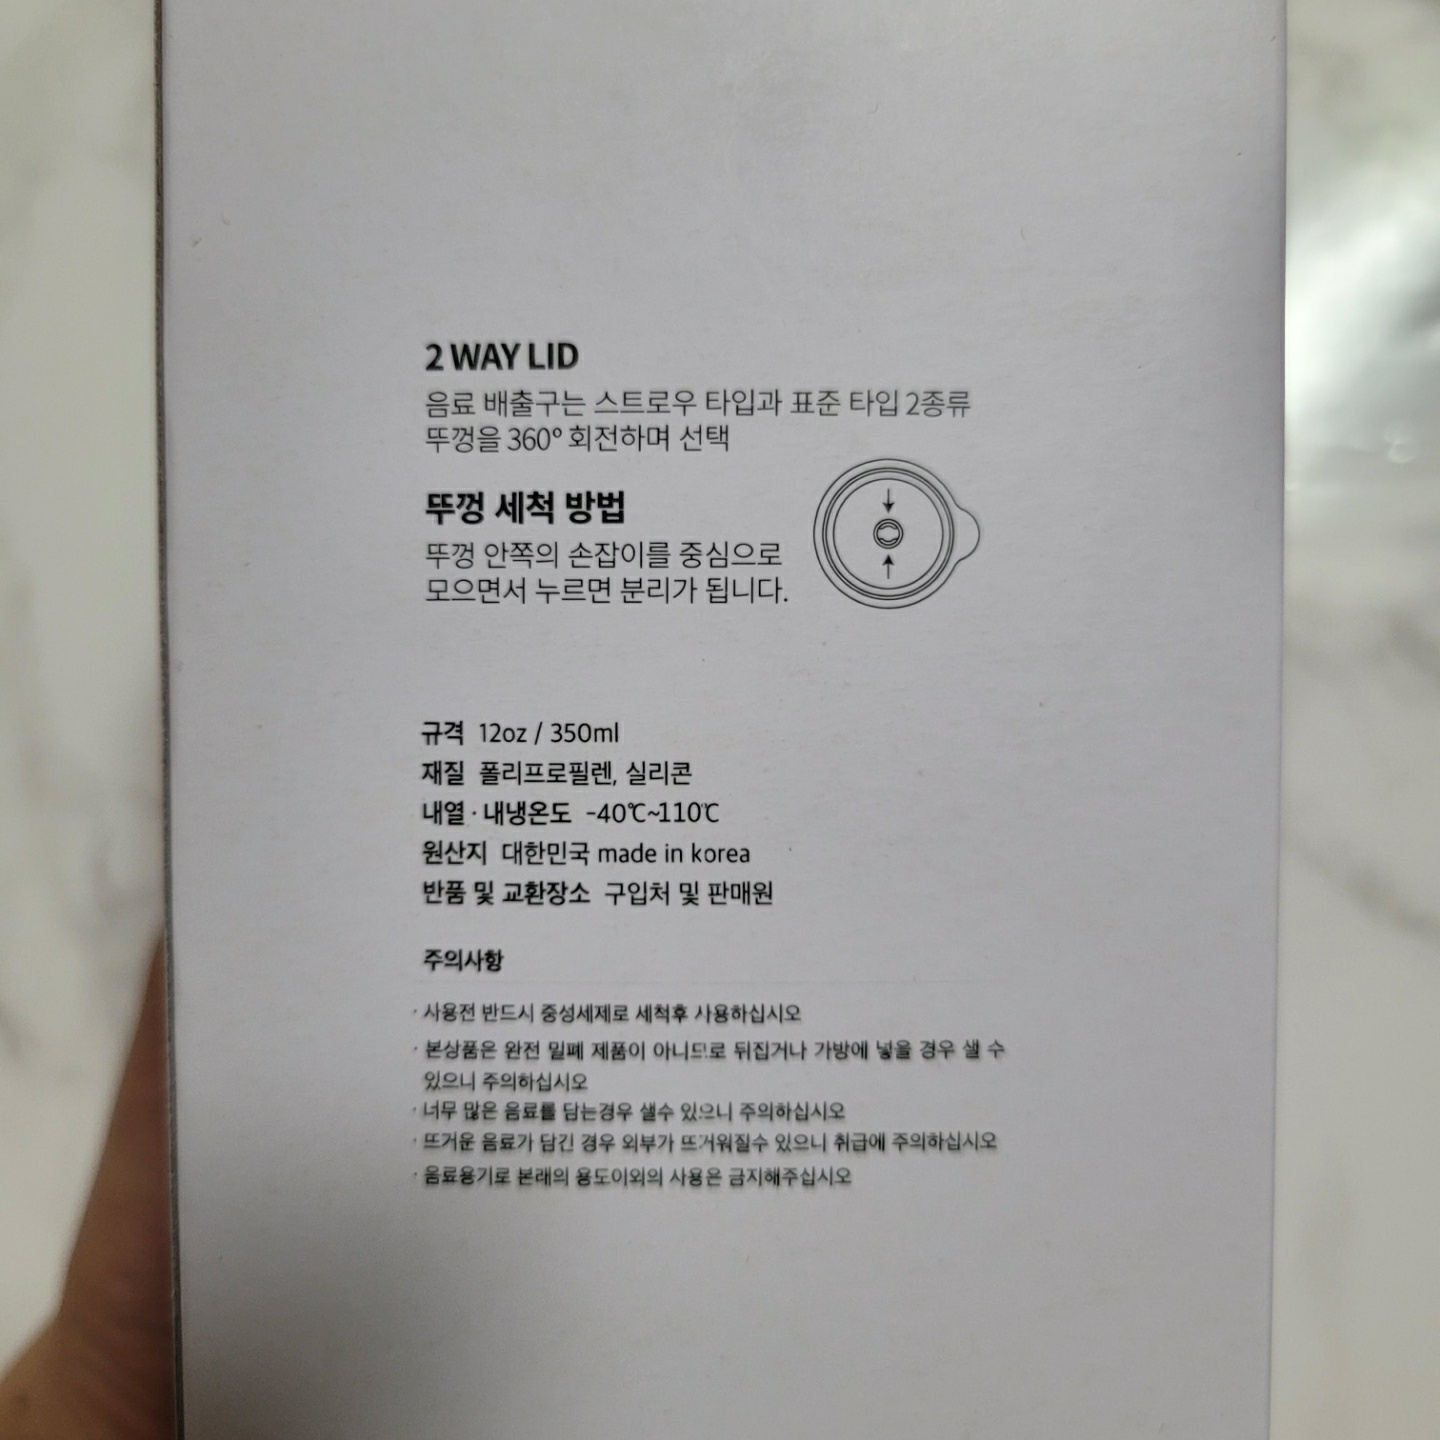 2 WAY LID
음료 배출구는 스트로우 타입과 표준 타입 2종류
뚜껑을 360° 회전하며 선택
뚜껑 세척 방법
뚜껑 안쪽의 손잡이를 중심으로
모으면서 누르면 분리가 됩니다.
규격 12oz / 350ml
재질 폴리프로필렌, 실리콘
내열 · 내냉온도 -40℃~110℃
원산지 대한민국 made in korea
반품 및 교환장소 구입처 및 판매원
주의사항
· 사용전 반드시 중성세제로 세척후 사용하십시오
· 본상품은 완전 밀폐 제품이 아니므로 뒤집거나 가방에 넣을 경우 샐 수
있으니 주의하십시오
· 너무 많은 음료를 담는경우 샐수 있으니 주의하십시오
· 뜨거운 음료가 담긴 경우 외부가 뜨거워질수 있으니 취급에 주의하십시오
· 음료용기로 본래의 용도이외의 사용은 금지해주십시오